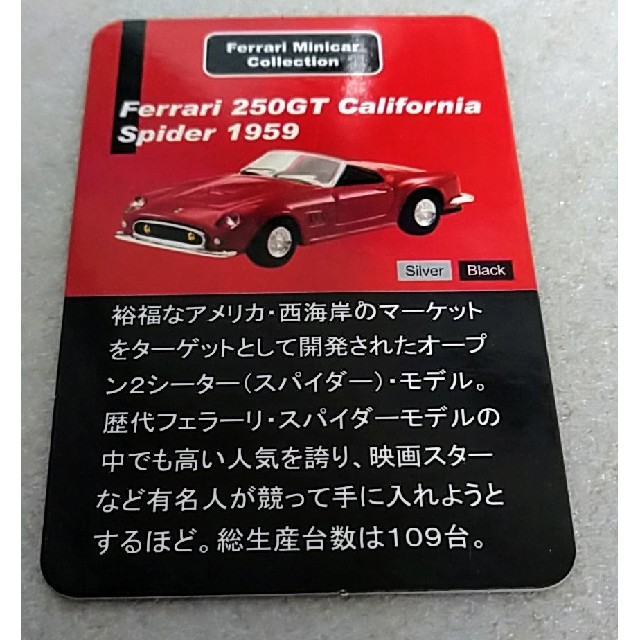 Ferrari Minicar
Collection
Ferrari 250GT California
Spider 1959
Silver Black
裕福なアメリカ・西海岸のマーケット
をターゲットとして開発されたオープ
ン2シーター(スパイダー)・モデル。
歴代フェラーリ・スパイダーモデルの
中でも高い人気を誇り、映画スター
など有名人が競って手に入れようと
するほど。総生産台数は109台。